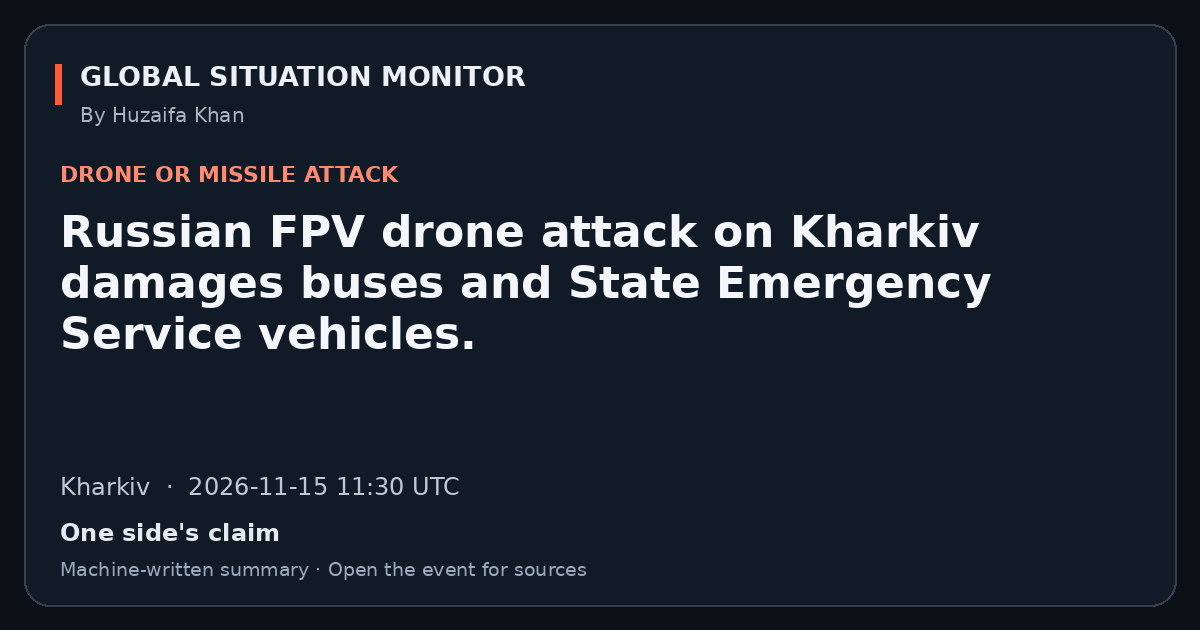 GLOBAL SITUATION MONITOR
By Huzaifa Khan
DRONE OR MISSILE ATTACK
Russian FPV drone attack on Kharkiv
damages buses and State Emergency
Service vehicles.
Kharkiv · 2026-11-15 11:30 UTC
One side's claim
Machine-written summary · Open the event for sources